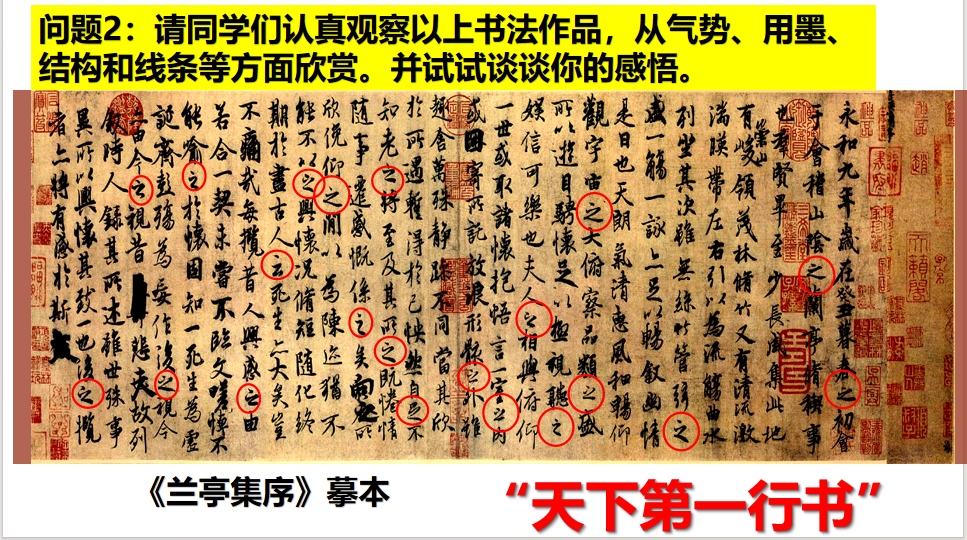 问题2：请同学们认真观察以上书法作品，从气势、用墨、
结构和线条等方面欣赏。并试试谈谈你的感悟。
永和九年歲在癸丑暮春之初會
于會稽山陰之蘭亭脩稧事
也羣賢畢至少長咸集此地
有崇山峻領茂林脩竹又有清流激
湍暎帶左右引以為流觴曲水
列坐其次雖無絲竹管弦之
盛一觴一詠亦足以暢敘幽情
是日也天朗氣清惠風和暢仰
觀宇宙之大俯察品類之盛
所以遊目騁懷足以極視聽之
娛信可樂也夫人之相與俯仰
一世或取諸懷抱悟言一室之內
或因寄所託放浪形骸之外雖
趣舍萬殊靜躁不同當其欣
於所遇暫得於己怏然自足不
知老之將至及其所之既惓情
隨事遷感慨係之矣向之所
欣俛仰之閒以為陳迹猶不
能不以之興懷況脩短隨化終
期於盡古人云死生亦大矣豈
不痛哉每攬昔人興感之由
若合一契未嘗不臨文嗟悼不
能喻之於懷固知一死生為虛
誕齊彭殤為妄作後之視今
亦由今之視昔悲夫故列
敘時人錄其所述雖世殊事
異所以興懷其致一也後之攬
者亦將有感於斯
《兰亭集序》摹本
“天下第一行书”